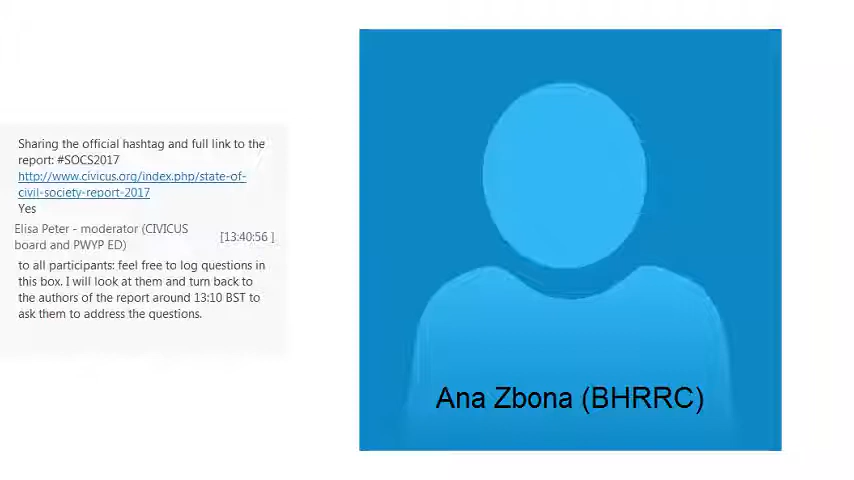 Sharing the official hashtag and full link to the
report: #SOCS2017
http://www.civicus.org/index.php/state-of-
civil-society-report-2017
Yes
Elisa Peter - moderator (CIVICUS
board and PWYP ED)
[13:40:56 ]
to all participants: feel free to log questions in
this box. I will look at them and turn back to
the authors of the report around 13:10 BST to
ask them to address the questions.
Ana Zbona (BHRRC)